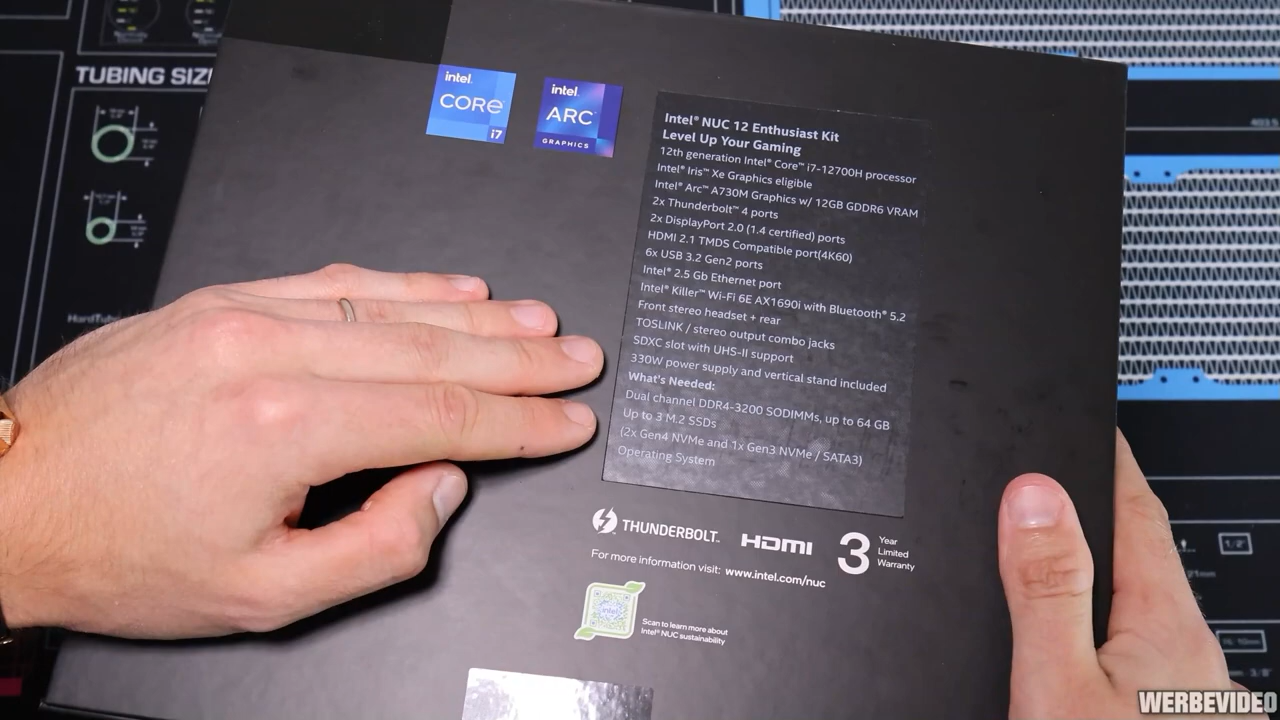 TUBING SIZ
intel.
CORE
i7
intel.
ARC
GRAPHICS
Intel® NUC 12 Enthusiast Kit
Level Up Your Gaming
12th generation Intel® Core™ i7-12700H processor
Intel® Iris™ Xe Graphics eligible
Intel® Arc™ A730M Graphics w/ 12GB GDDR6 VRAM
2x Thunderbolt™ 4 ports
2x DisplayPort 2.0 (1.4 certified) ports
HDMI 2.1 TMDS Compatible port(4K60)
6x USB 3.2 Gen2 ports
Intel® 2.5 Gb Ethernet port
Intel® Killer™ Wi-Fi 6E AX1690i with Bluetooth® 5.2
Front stereo headset + rear
TOSLINK / stereo output combo jacks
SDXC slot with UHS-II support
330W power supply and vertical stand included
What's Needed:
Dual channel DDR4-3200 SODIMMs, up to 64 GB
Up to 3 M.2 SSDs
(2x Gen4 NVMe and 1x Gen3 NVMe / SATA3)
Operating System
THUNDERBOLT™
HDMI
3 Year
Limited
Warranty
For more information visit: www.intel.com/nuc
intel
Scan to learn more about
Intel® NUC sustainability
HardTub
1/2"
WERBEVIDEO